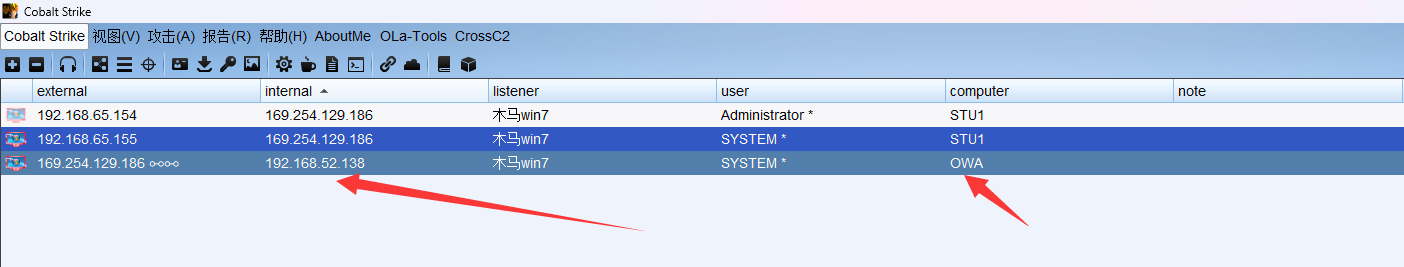 Cobalt Strike
Cobalt Strike 视图(V) 攻击(A) 报告(R) 帮助(H) AboutMe OLa-Tools CrossC2
external internal listener user computer note
192.168.65.154 169.254.129.186 木马win7 Administrator * STU1
192.168.65.155 169.254.129.186 木马win7 SYSTEM * STU1
169.254.129.186 192.168.52.138 木马win7 SYSTEM * OWA